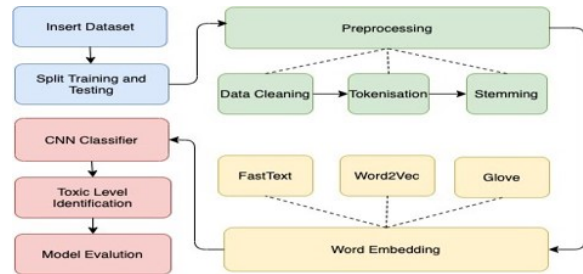 Insert Dataset
Preprocessing
Split Training and
Testing
Data Cleaning
Tokenisation
Stemming
CNN Classifier
FastText
Word2Vec
Glove
Toxic Level
Identification
Model Evalution
Word Embedding